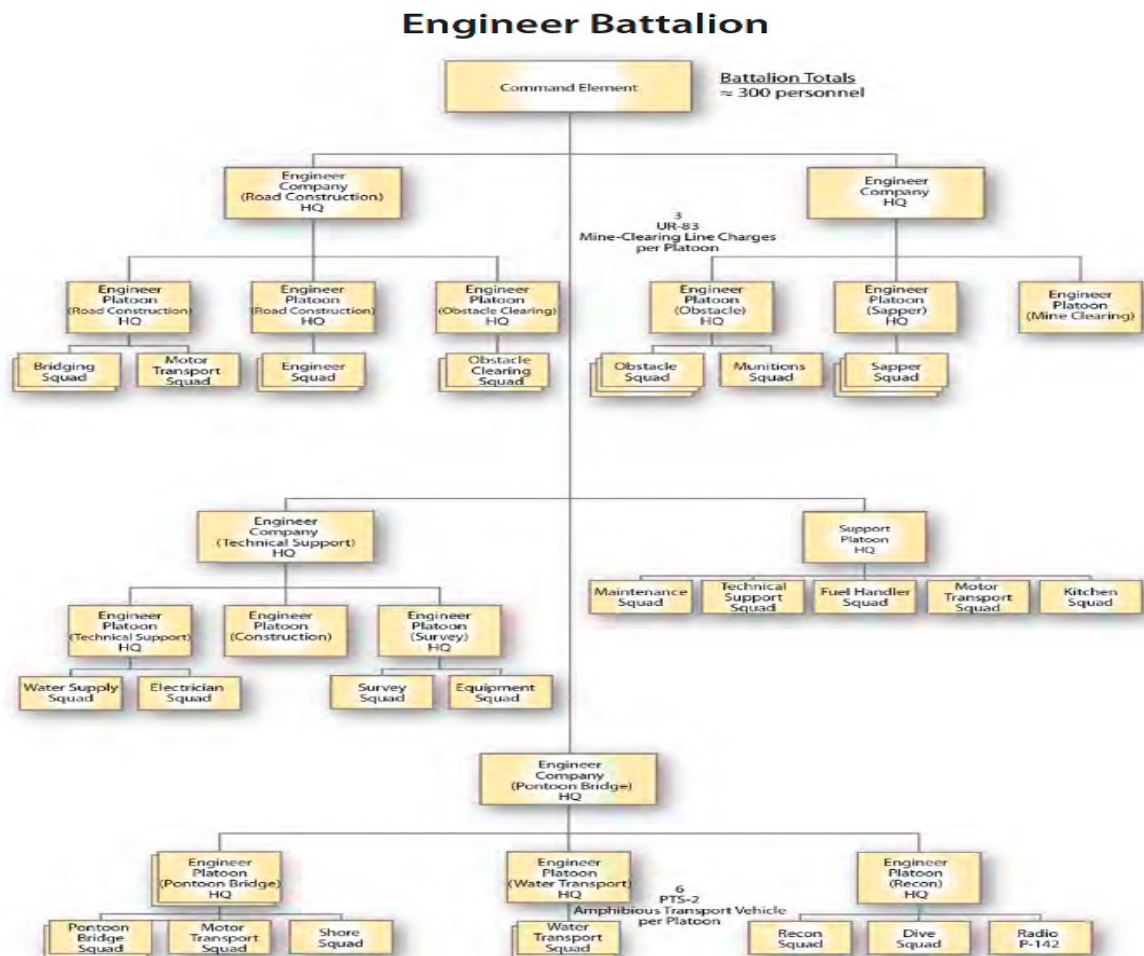 Engineer Battalion
Command Element
Battalion Totals
≈ 300 personnel
Engineer
Company
(Road Construction)
HQ
Engineer
Company
HQ
3
UR-83
Mine-Clearing Line Charges
per Platoon
Engineer
Platoon
(Road Construction)
HQ
Engineer
Platoon
(Road Construction)
HQ
Engineer
Platoon
(Obstacle Clearing)
HQ
Engineer
Platoon
(Obstacle)
HQ
Engineer
Platoon
(Sapper)
HQ
Engineer
Platoon
(Mine Clearing)
Bridging
Squad
Motor
Transport
Squad
Engineer
Squad
Obstacle
Clearing
Squad
Obstacle
Squad
Munitions
Squad
Sapper
Squad
Engineer
Company
(Technical Support)
HQ
Support
Platoon
HQ
Maintenance
Squad
Technical
Support
Squad
Fuel Handler
Squad
Motor
Transport
Squad
Kitchen
Squad
Engineer
Platoon
(Technical Support)
HQ
Engineer
Platoon
(Construction)
Engineer
Platoon
(Survey)
HQ
Water Supply
Squad
Electrician
Squad
Survey
Squad
Equipment
Squad
Engineer
Company
(Pontoon Bridge)
HQ
Engineer
Platoon
(Pontoon Bridge)
HQ
Engineer
Platoon
(Water Transport)
HQ
6
PTS-2
Amphibious Transport Vehicle
per Platoon
Engineer
Platoon
(Recon)
HQ
Pontoon
Bridge
Squad
Motor
Transport
Squad
Shore
Squad
Water
Transport
Squad
Recon
Squad
Dive
Squad
Radio
P-142